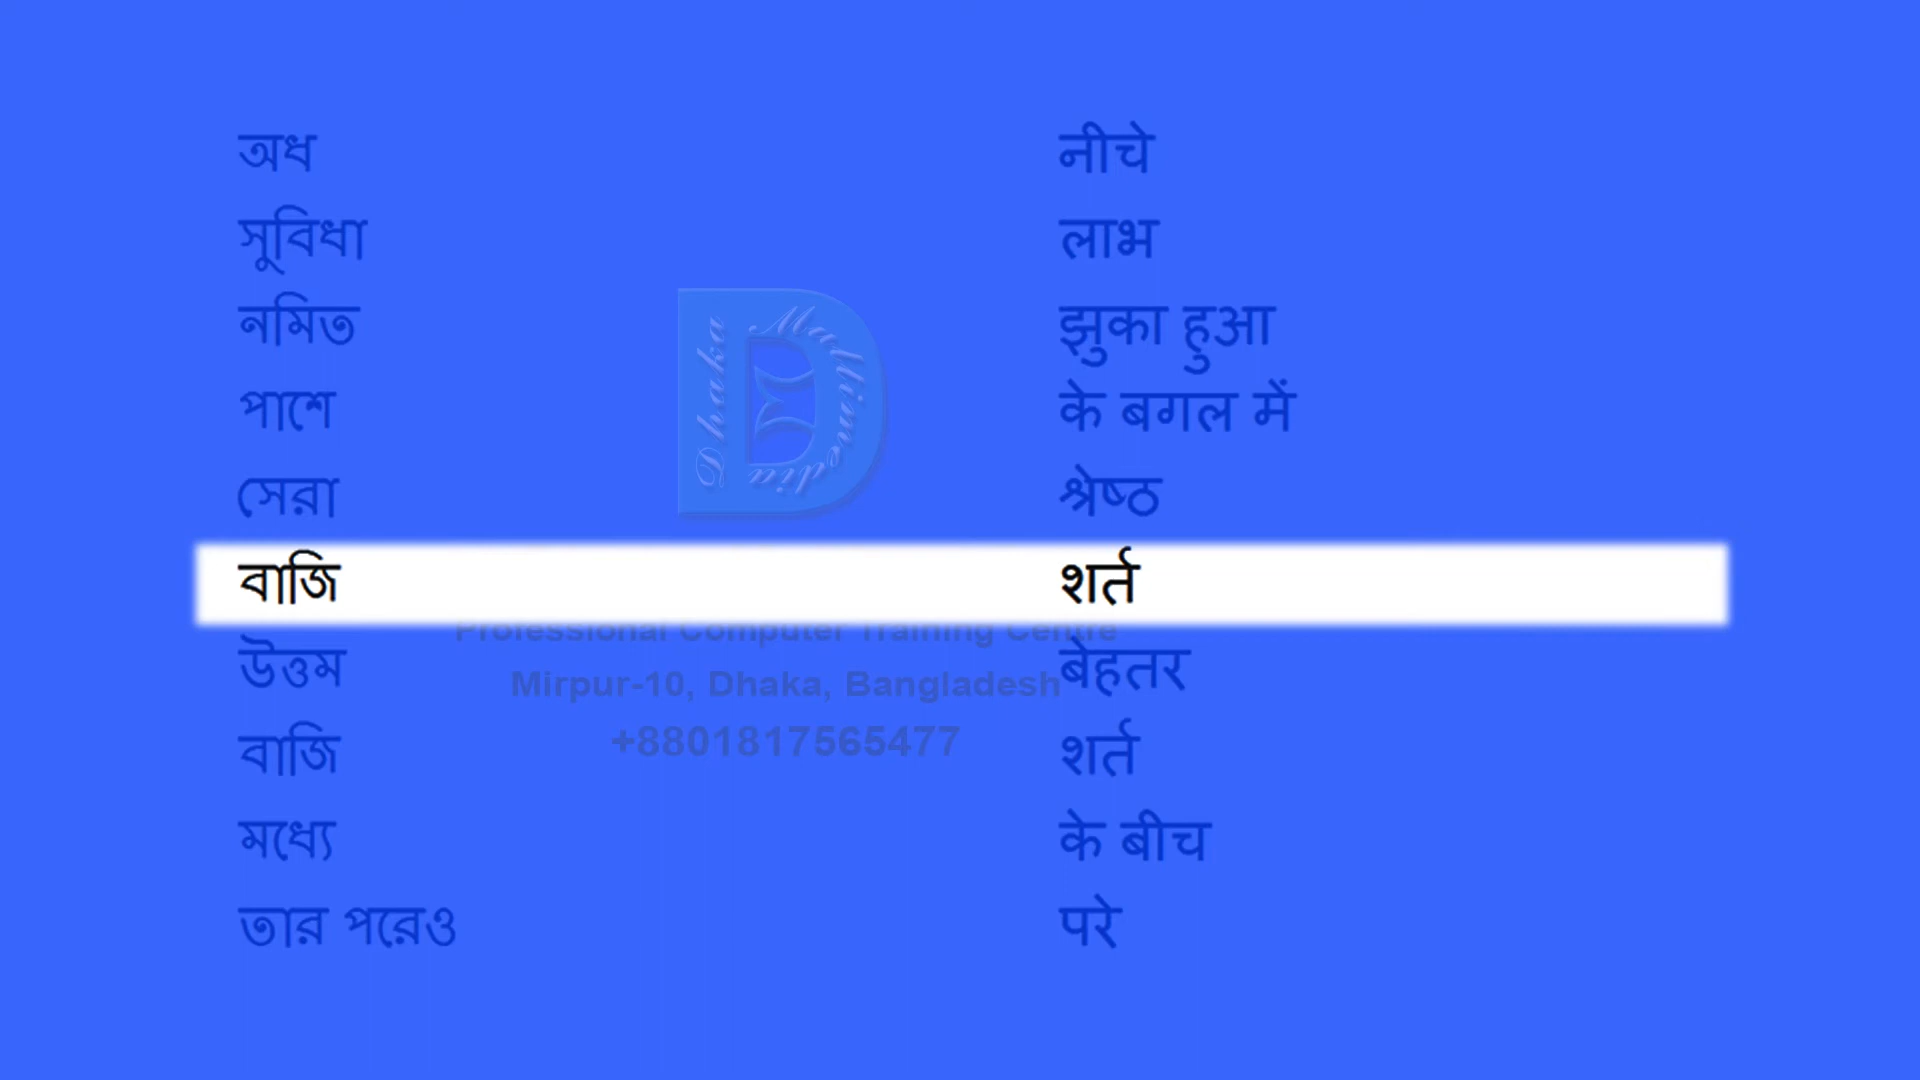 অধ नीचे
সুবিধা लाभ
নমিত झुका हुआ
পাশে के बगल में
সেরা श्रेष्ठ
Dhaka Multimedia
বাজি शर्त
Professional Computer Training Centre
উত্তম बेहतर
Mirpur-10, Dhaka, Bangladesh
বাজি शर्त
+8801817565477
মধ্যে के बीच
তার পরেও परे